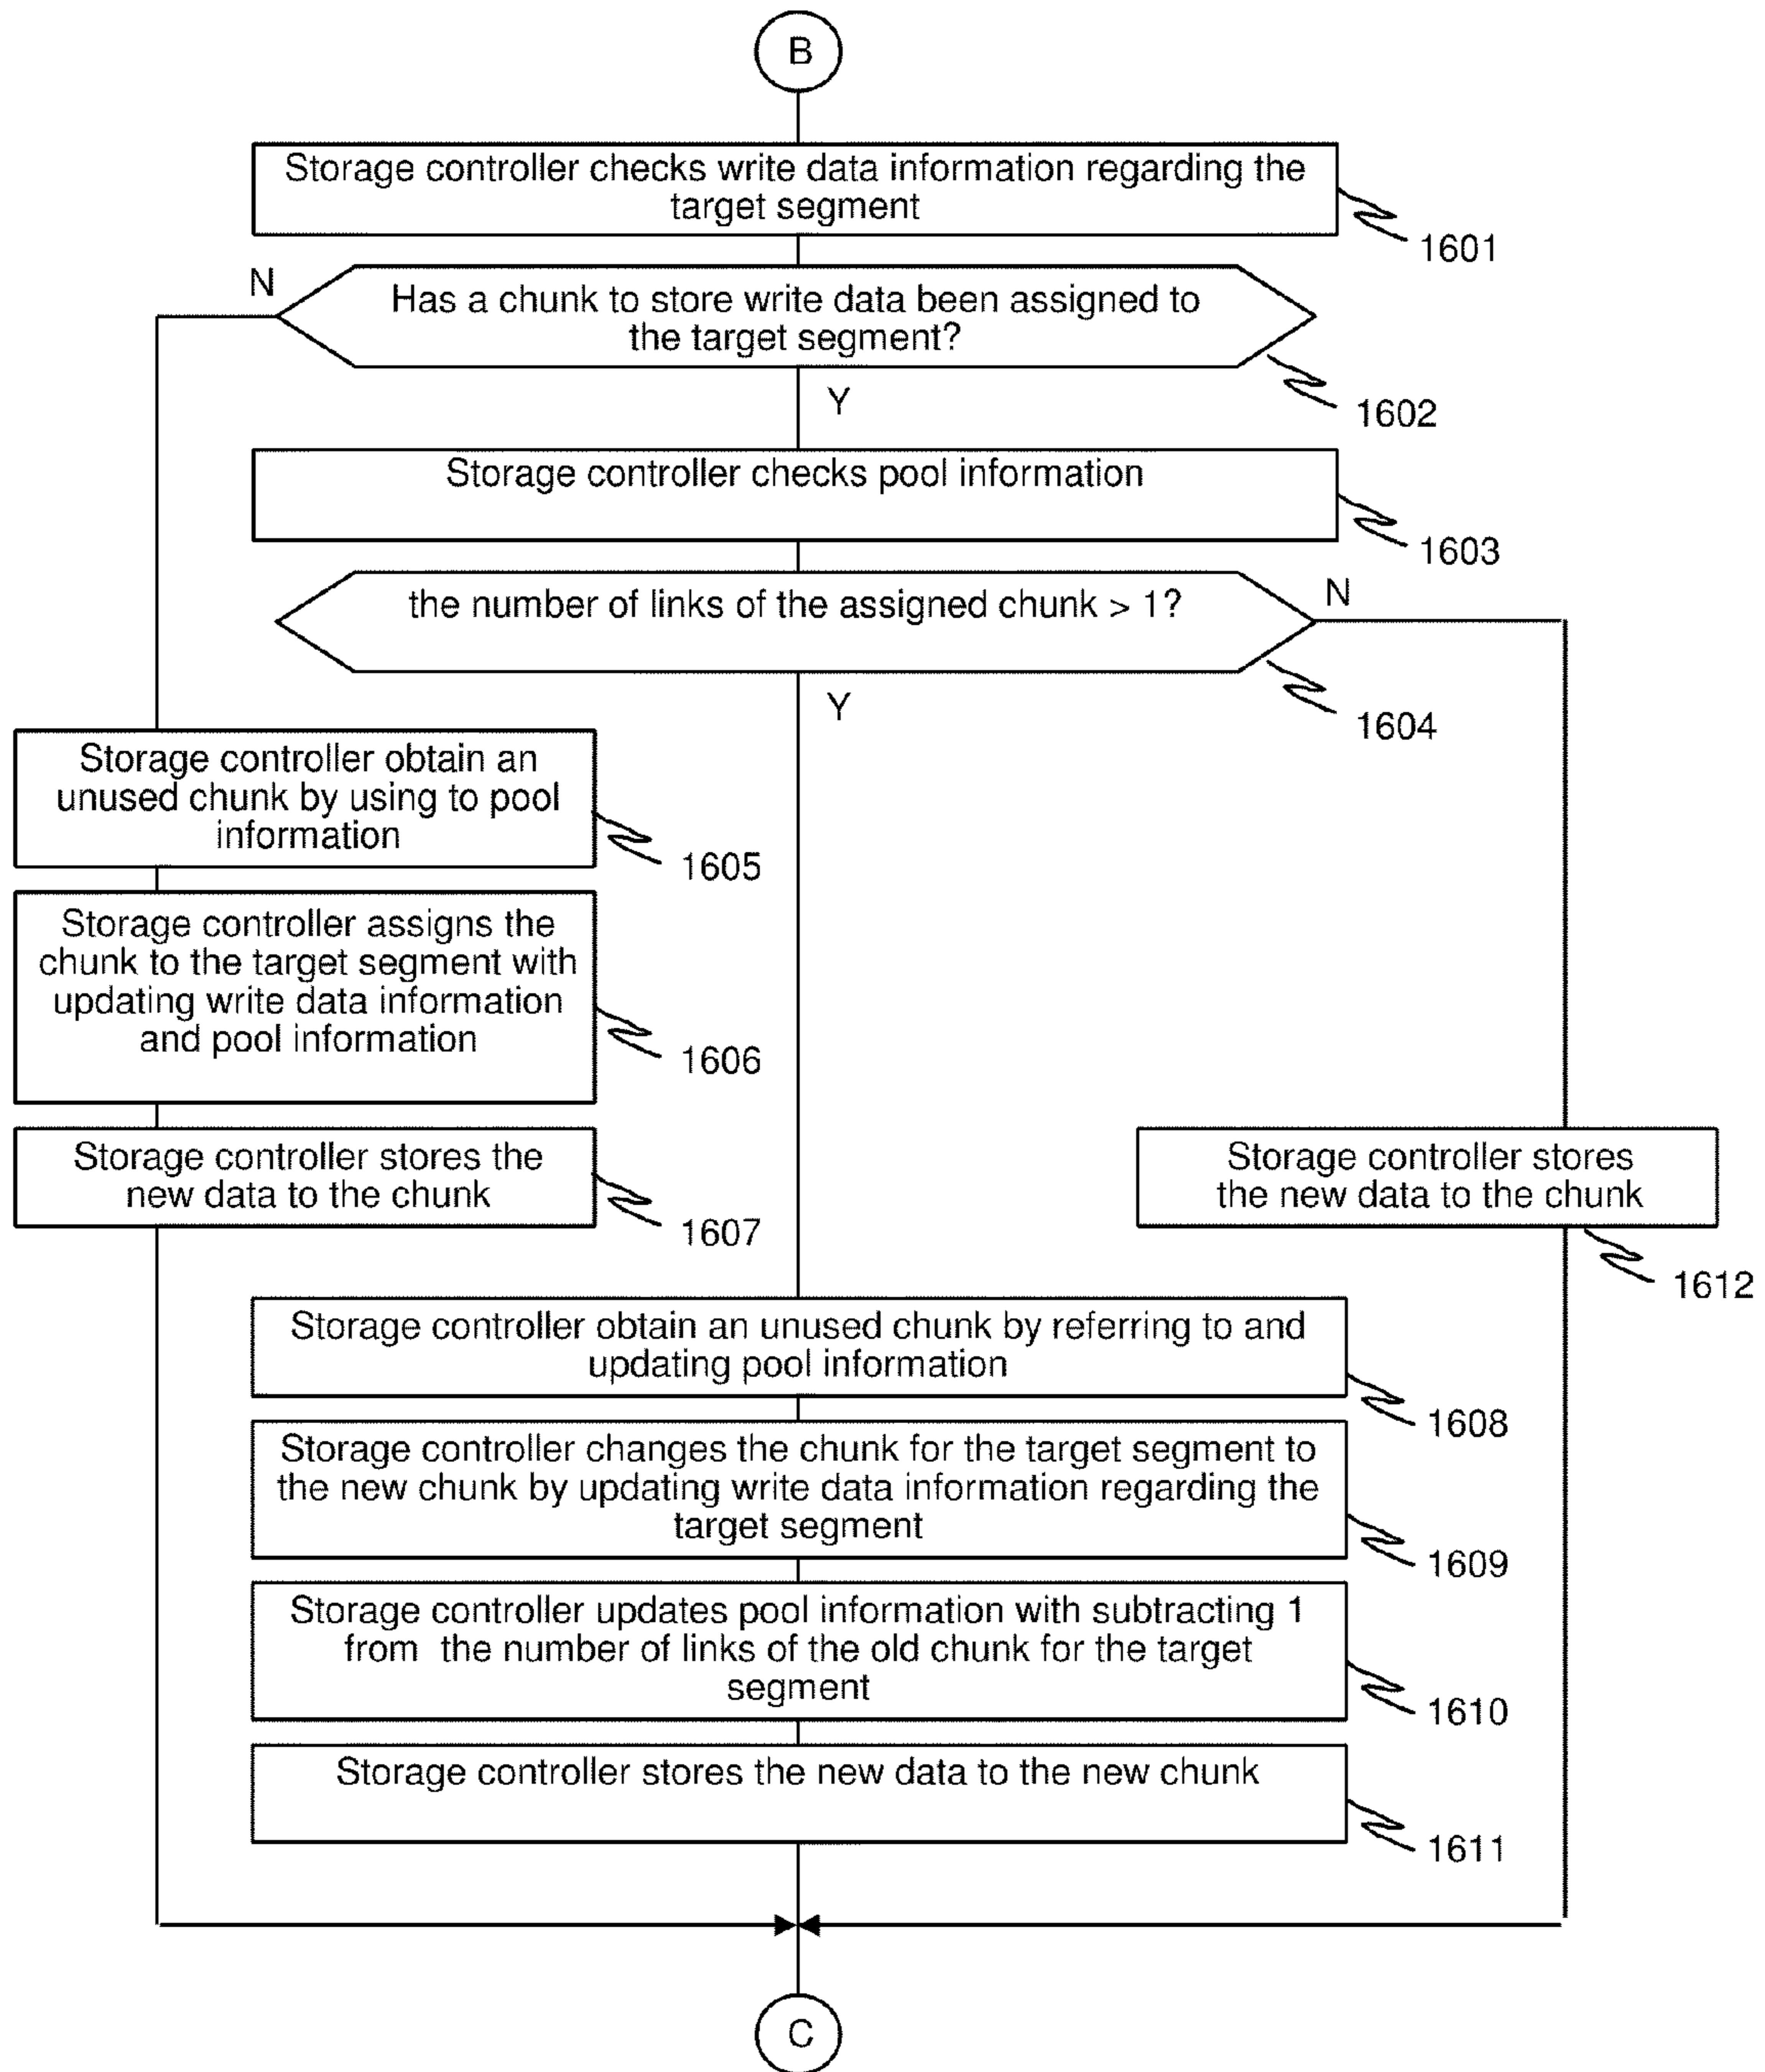 B
Storage controller checks write data information regarding the
target segment
1601
N
Has a chunk to store write data been assigned to
the target segment?
1602
Y
Storage controller checks pool information
1603
the number of links of the assigned chunk > 1?
N
1604
Y
Storage controller obtain an
unused chunk by using to pool
information
1605
Storage controller assigns the
chunk to the target segment with
updating write data information
and pool information
1606
Storage controller stores the
new data to the chunk
1607
Storage controller stores
the new data to the chunk
1612
Storage controller obtain an unused chunk by referring to and
updating pool information
1608
Storage controller changes the chunk for the target segment to
the new chunk by updating write data information regarding the
target segment
1609
Storage controller updates pool information with subtracting 1
from  the number of links of the old chunk for the target
segment
1610
Storage controller stores the new data to the new chunk
1611
C